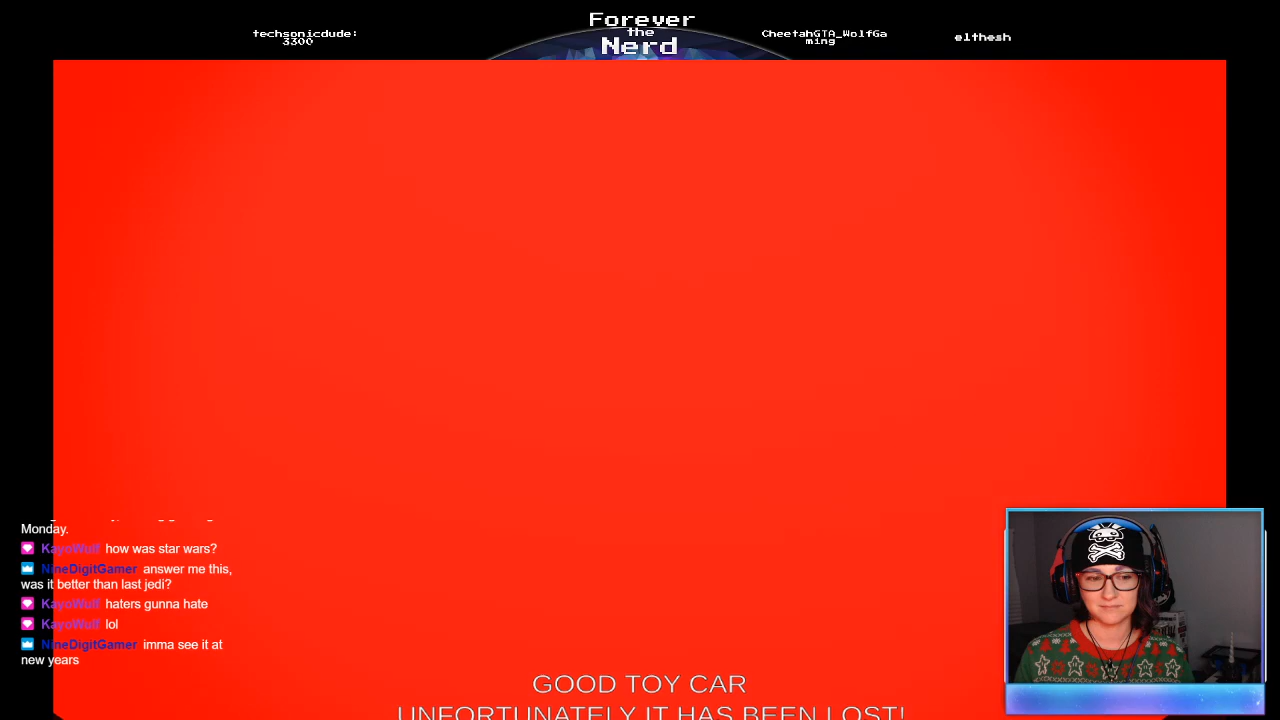 Forever
the
Nerd
techsonicdude:
3300
CheetahGTA_WolfGa
ming
elthesh
Monday.
KayoWulf how was star wars?
NineDigitGamer answer me this,
was it better than last jedi?
KayoWulf haters gunna hate
KayoWulf lol
NineDigitGamer imma see it at
new years
GOOD TOY CAR
UNFORTUNATELY IT HAS BEEN LOST!